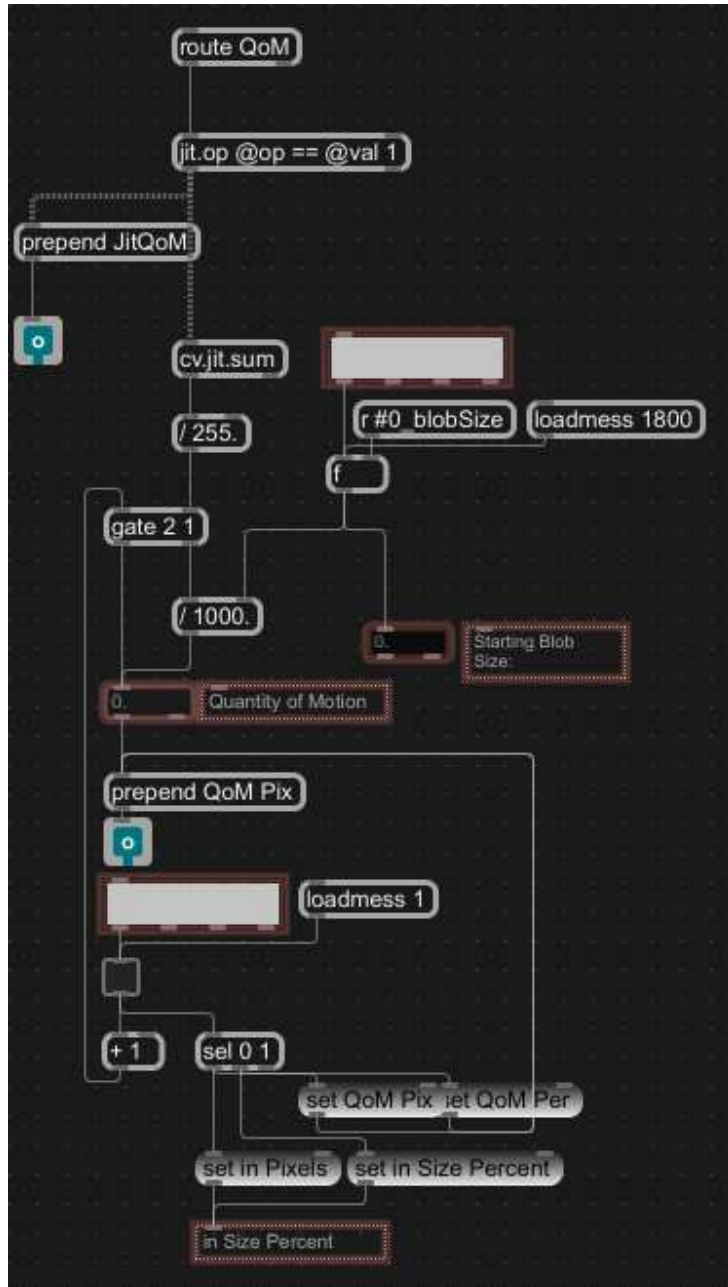 route QoM
jit.op @op == @val 1
prepend JitQoM
o
cv.jit.sum
/ 255.
r #0_blobSize
loadmess 1800
f
gate 2 1
/ 1000.
0.
Starting Blob
Size:
0.
Quantity of Motion
prepend QoM Pix
o
loadmess 1
+ 1
sel 0 1
set QoM Pix
set QoM Per
set in Pixels
set in Size Percent
in Size Percent